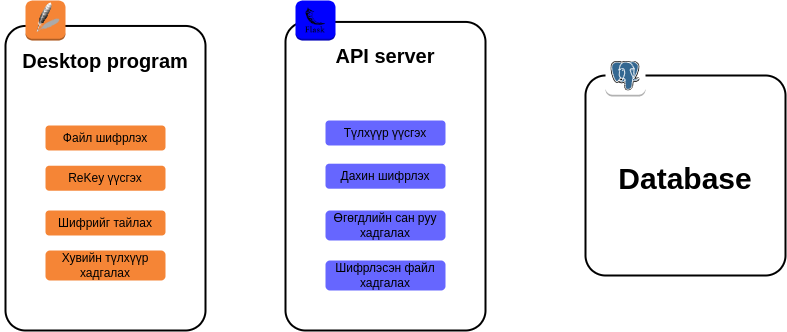 Desktop program
Файл шифрлэх
ReKey үүсгэх
Шифрийг тайлах
Хувийн түлхүүр
хадгалах
API server
Түлхүүр үүсгэх
Дахин шифрлэх
Өгөгдлийн сан руу
хадгалах
Шифрлэсэн файл
хадгалах
Database